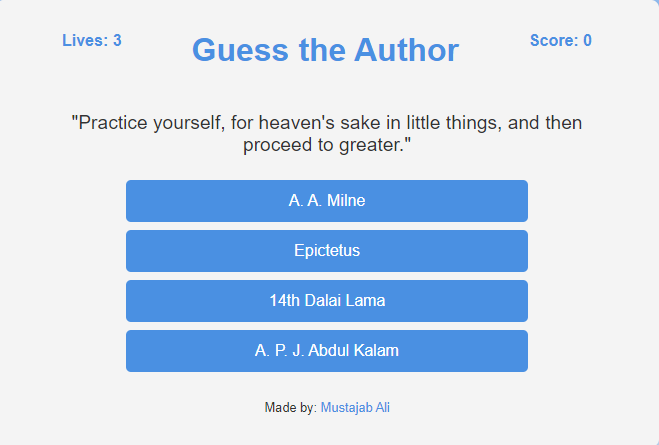 Lives: 3
Guess the Author
Score: 0
"Practice yourself, for heaven's sake in little things, and then
proceed to greater."
A. A. Milne
Epictetus
14th Dalai Lama
A. P. J. Abdul Kalam
Made by: Mustajab Ali